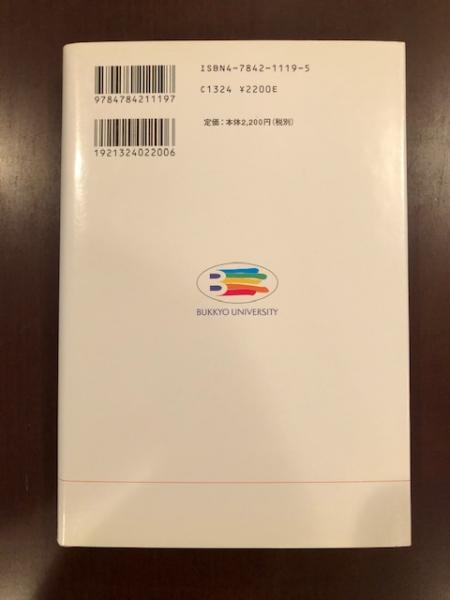 ISBN4-7842-1119-5
C1324 ¥2200E
9784784211197
定価：本体2,200円（税別）
1921324022006
B
BUKKYO UNIVERSITY